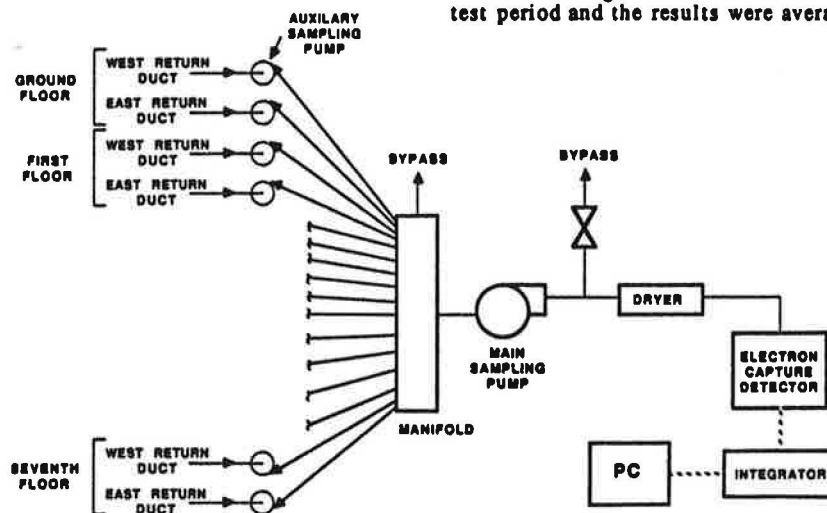 test period and the results were avera
AUXILARY
SAMPLING
PUMP
GROUND
FLOOR
WEST RETURN
DUCT
EAST RETURN
DUCT
FIRST
FLOOR
WEST RETURN
DUCT
EAST RETURN
DUCT
BYPASS
BYPASS
DRYER
MAIN
SAMPLING
PUMP
MANIFOLD
ELECTRON
CAPTURE
DETECTOR
SEVENTH
FLOOR
WEST RETURN
DUCT
EAST RETURN
DUCT
PC
INTEGRATOR